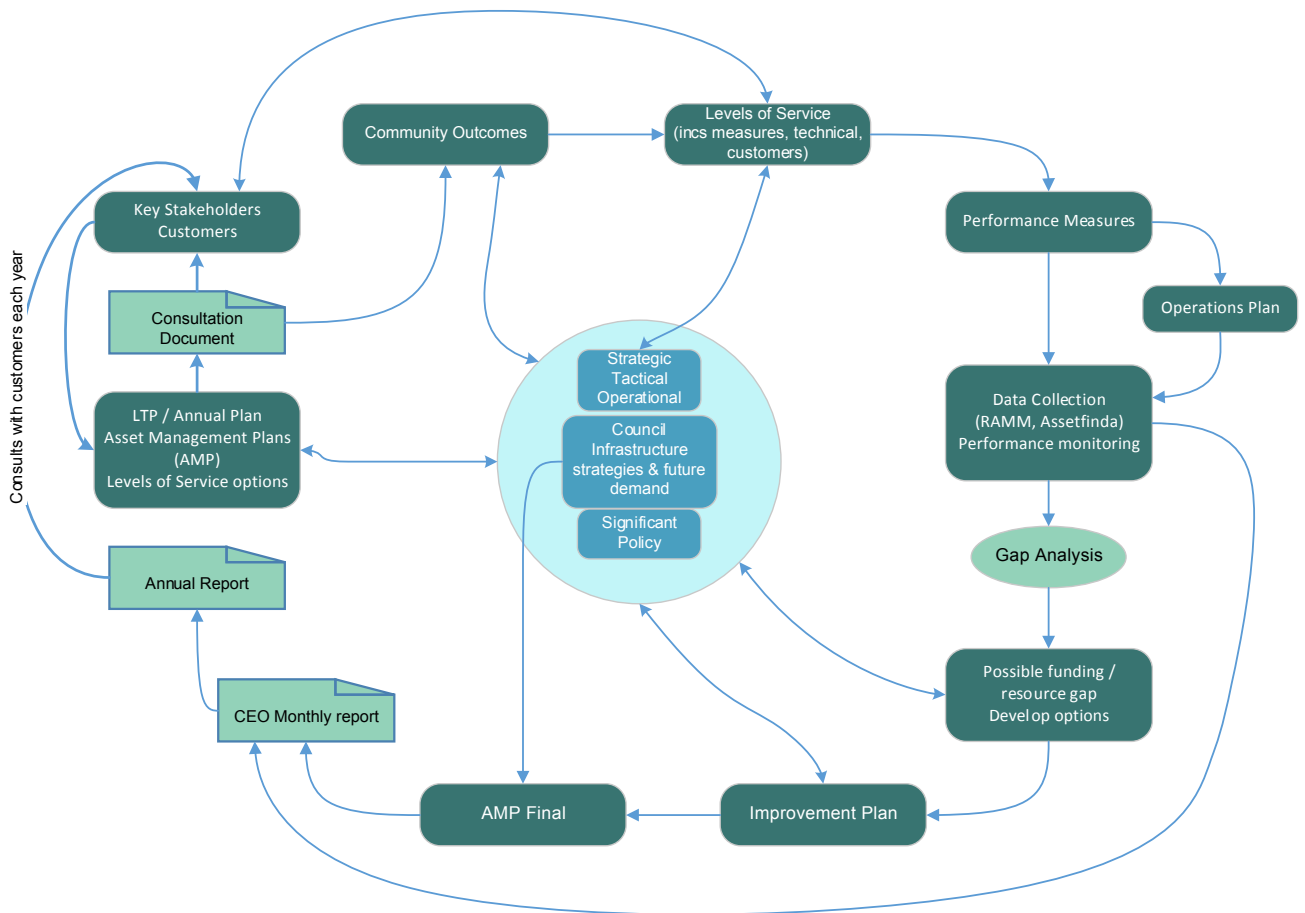 Community Outcomes
Levels of Service
(incs measures, technical,
customers)
Key Stakeholders
Customers
Performance Measures
Consults with customers each year
Consultation
Document
Operations Plan
Strategic
Tactical
Operational
LTP / Annual Plan
Asset Management Plans
(AMP)
Levels of Service options
Council
Infrastructure
strategies & future
demand
Data Collection
(RAMM, Assetfinda)
Performance monitoring
Significant
Policy
Gap Analysis
Annual Report
Possible funding /
resource gap
Develop options
CEO Monthly report
AMP Final
Improvement Plan